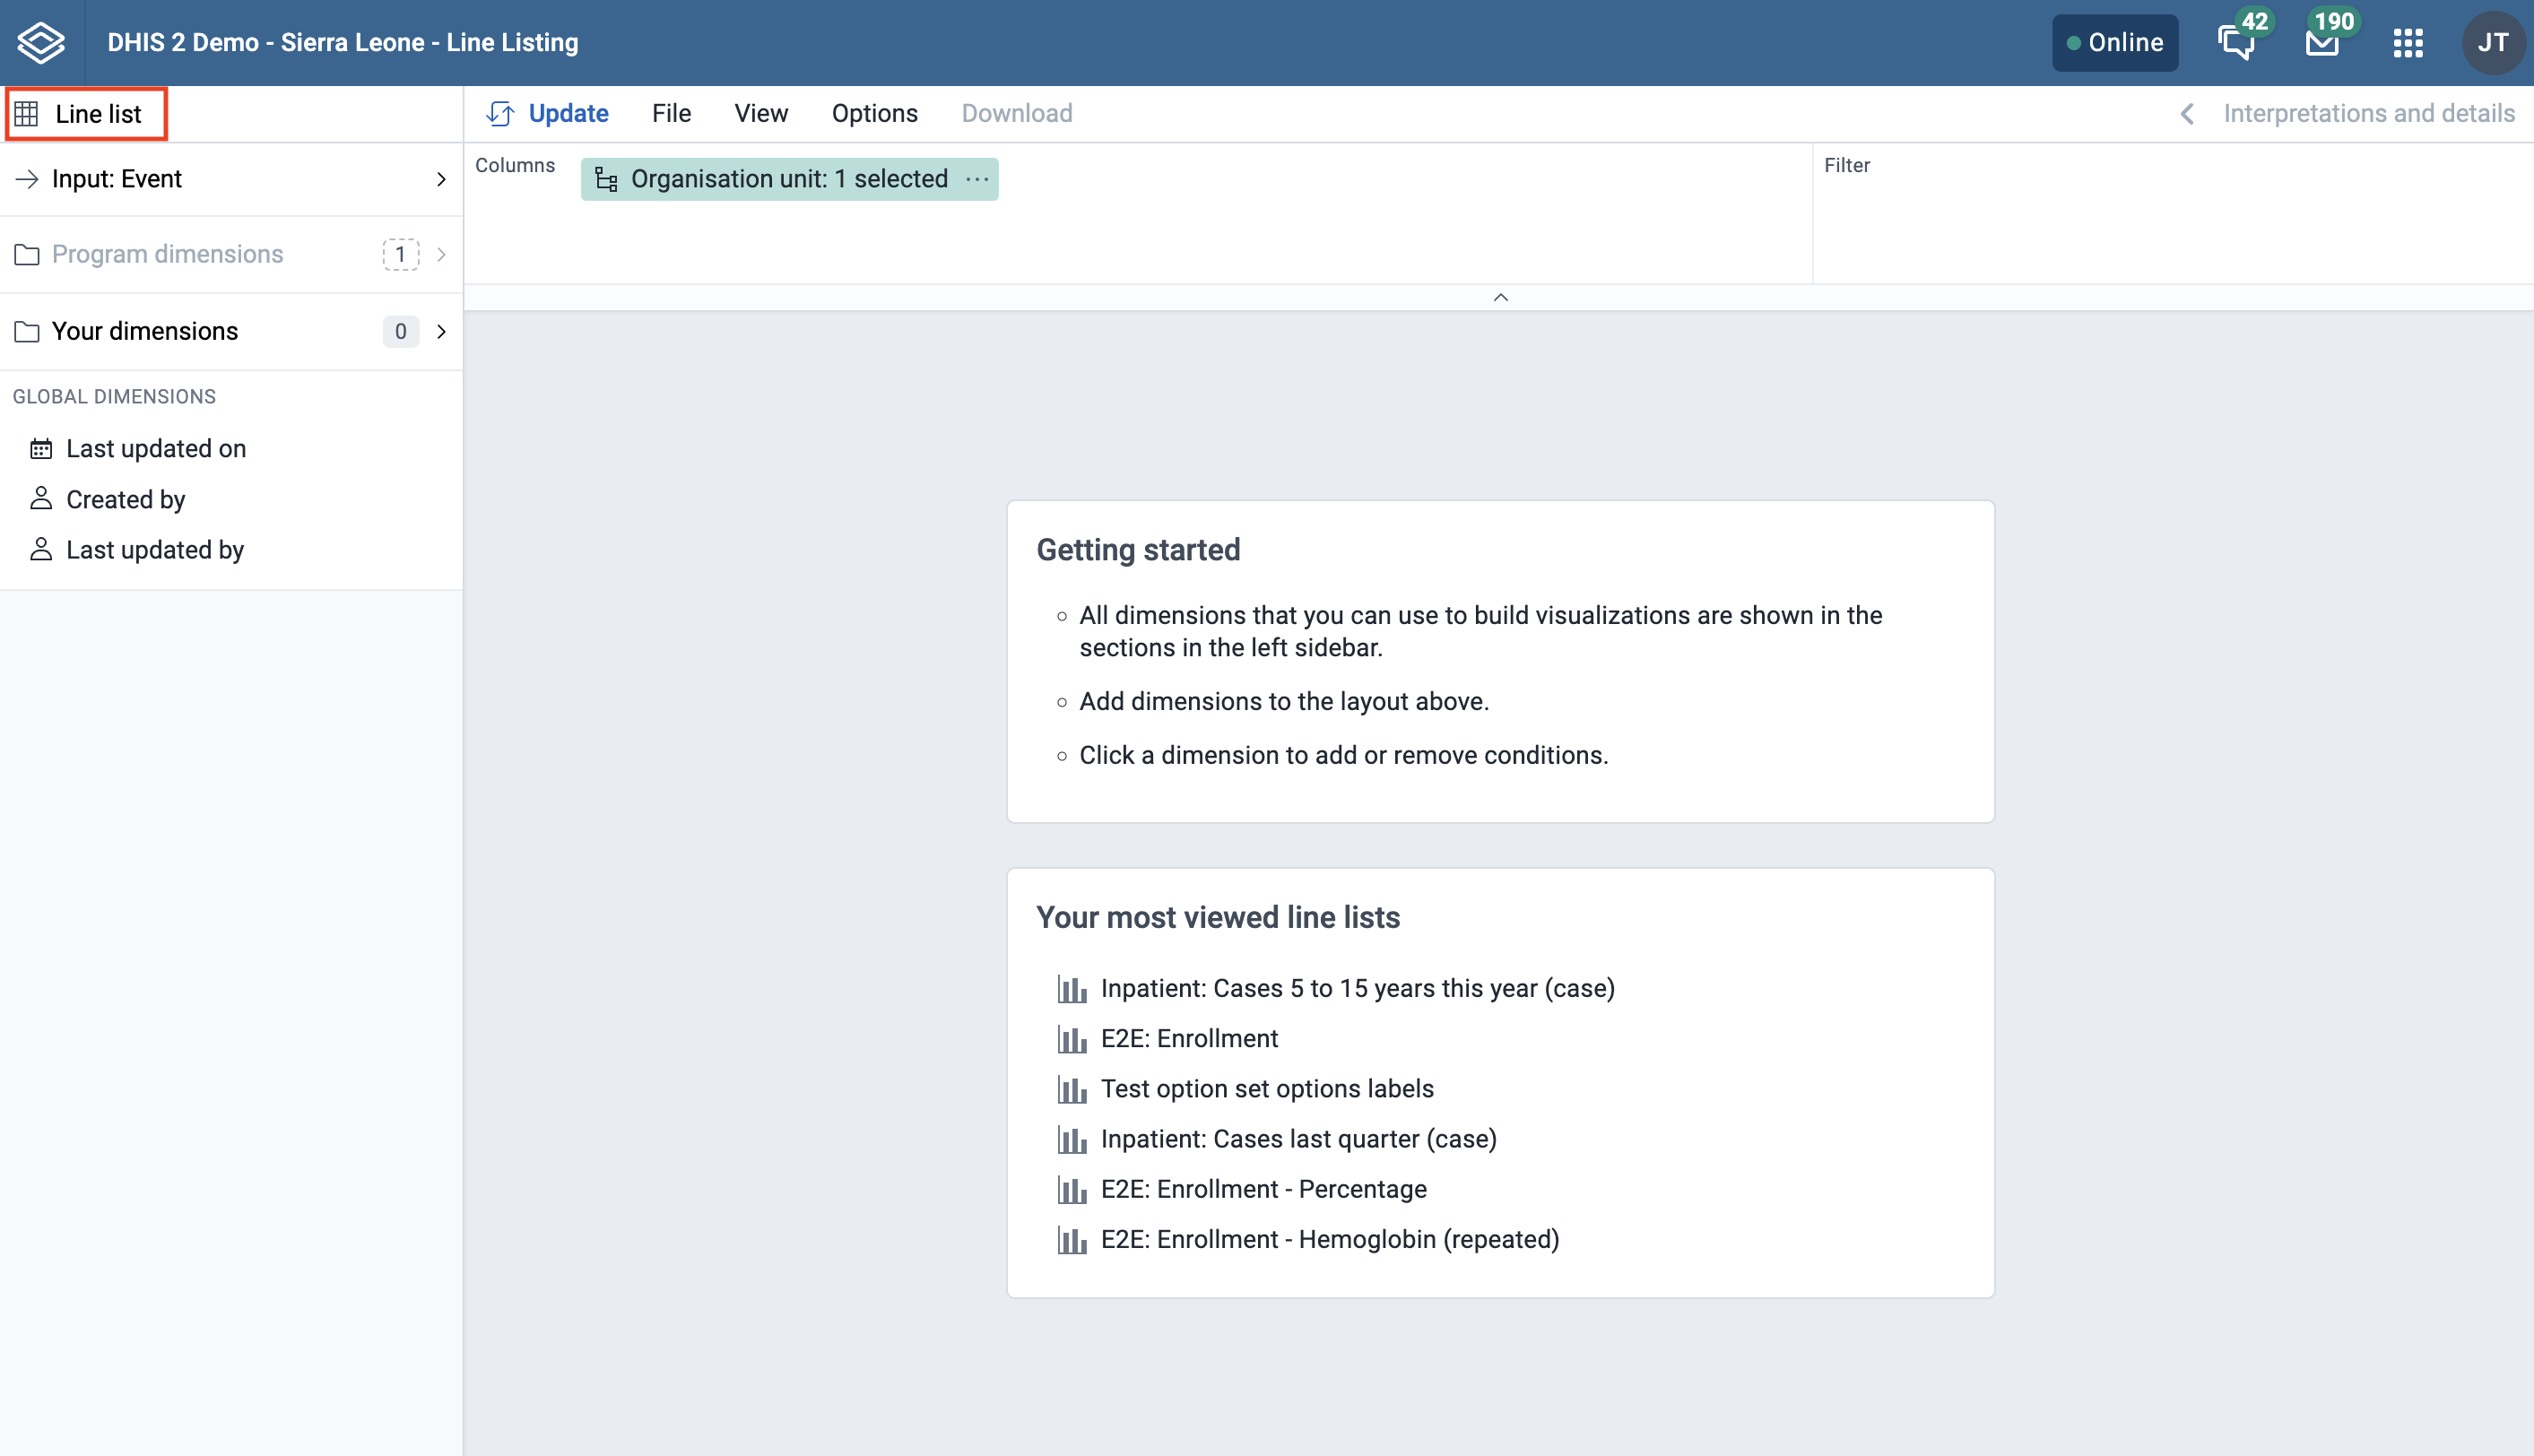 DHIS 2 Demo - Sierra Leone - Line Listing
Online
42
190
JT
Line list
Update
File
View
Options
Download
Interpretations and details
Input: Event
Program dimensions
1
Your dimensions
0
GLOBAL DIMENSIONS
Last updated on
Created by
Last updated by
Columns
Organisation unit: 1 selected
Filter
Getting started
All dimensions that you can use to build visualizations are shown in the
sections in the left sidebar.
Add dimensions to the layout above.
Click a dimension to add or remove conditions.
Your most viewed line lists
Inpatient: Cases 5 to 15 years this year (case)
E2E: Enrollment
Test option set options labels
Inpatient: Cases last quarter (case)
E2E: Enrollment - Percentage
E2E: Enrollment - Hemoglobin (repeated)